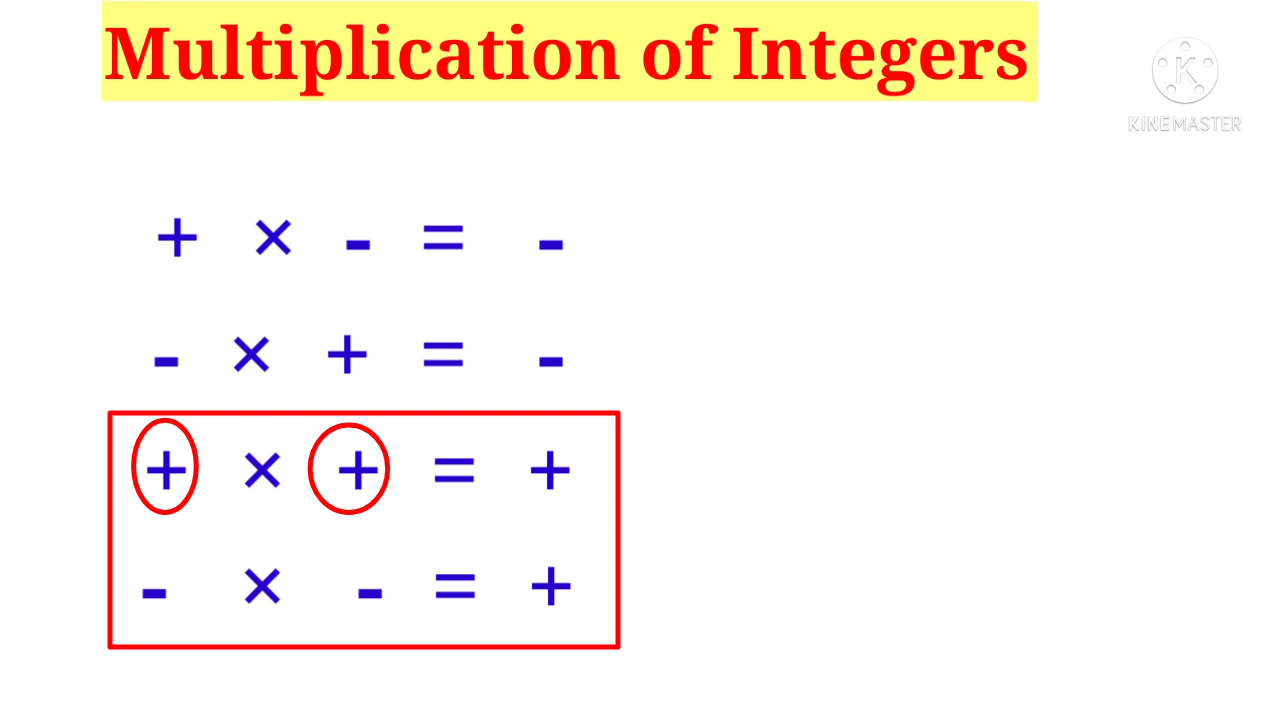 Multiplication of Integers
K
KINEMASTER
+ × - = -
- × + = -
+ × + = +
- × - = +